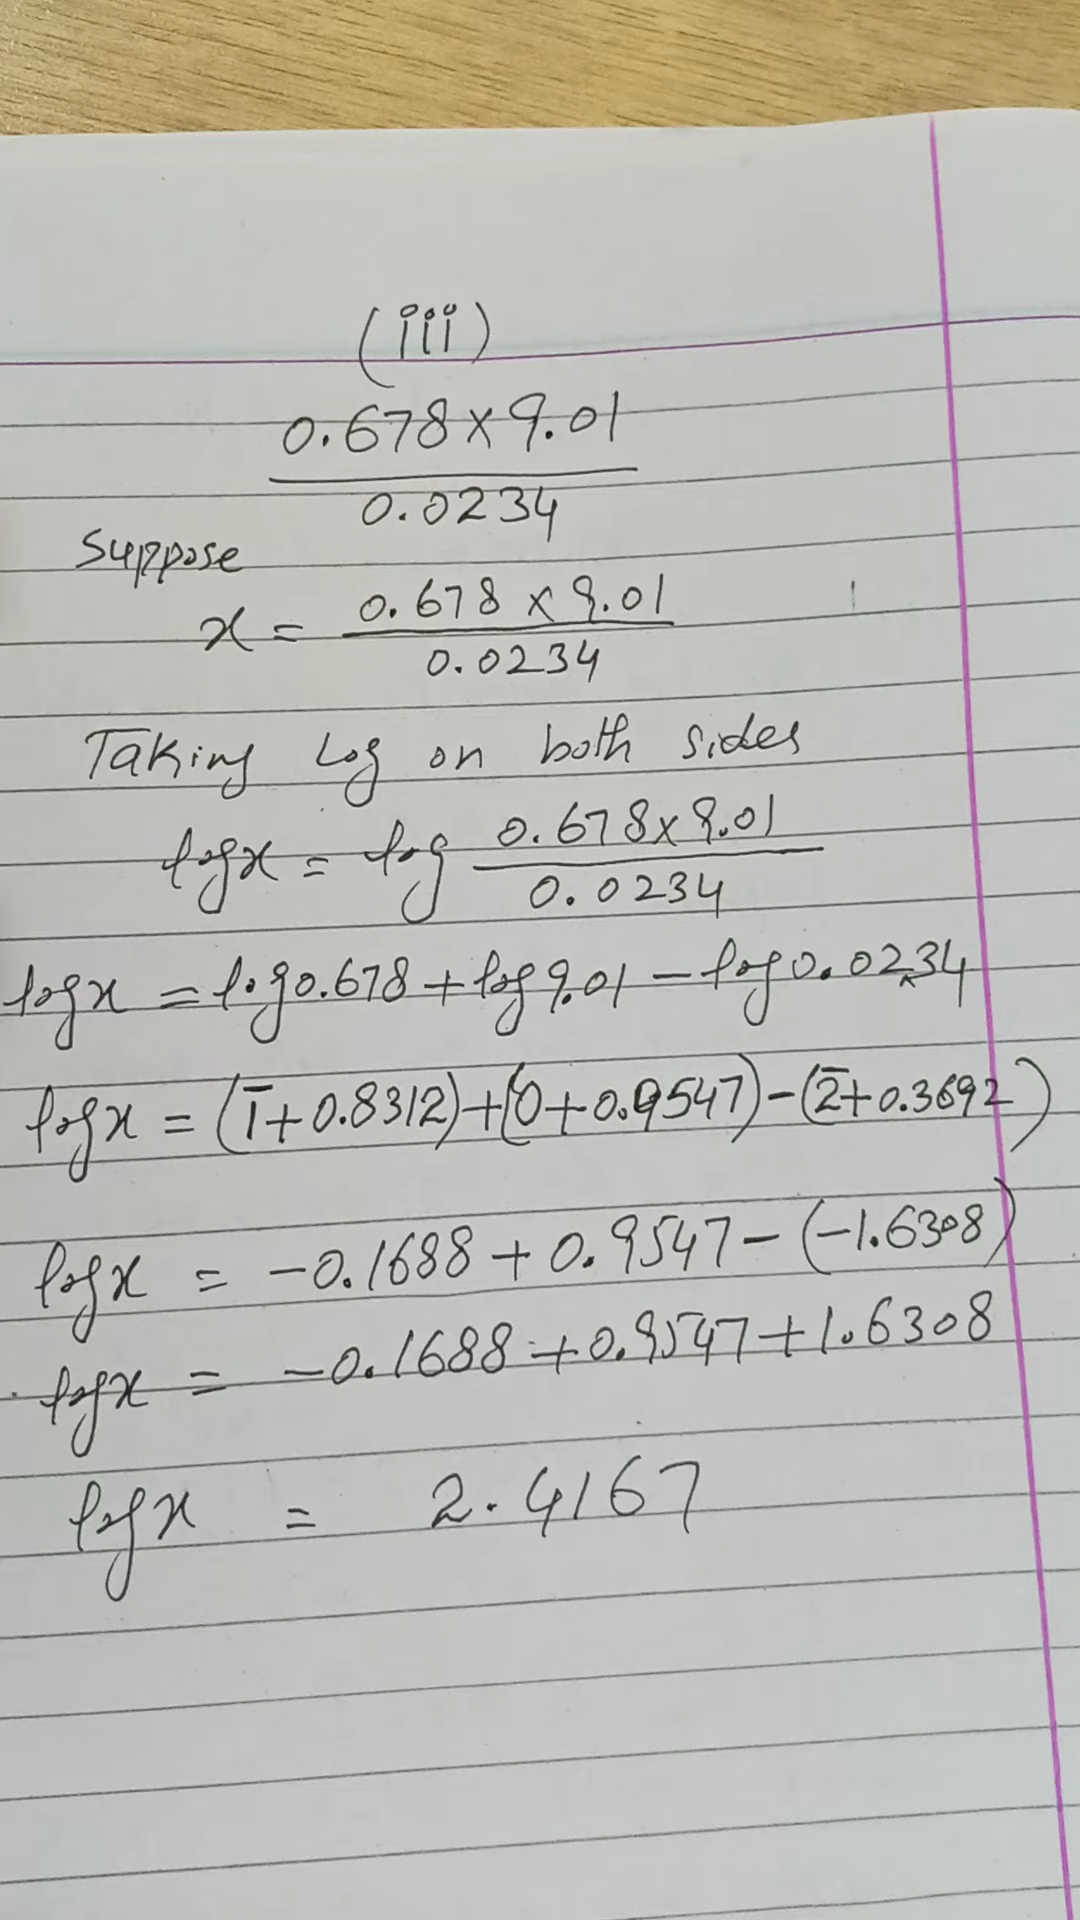 (iii)
0.678 × 9.01
0.0234
Suppose
x = 0.678 × 9.01
0.0234
Taking Log on both sides
log x = log 0.678 × 9.01
0.0234
log x = log 0.678 + log 9.01 − log 0.0234
log x = (1̄ + 0.8312) + (0 + 0.9547) − (2̄ + 0.3692)
log x = −0.1688 + 0.9547 − (−1.6308)
log x = −0.1688 + 0.9547 + 1.6308
log x = 2.4167